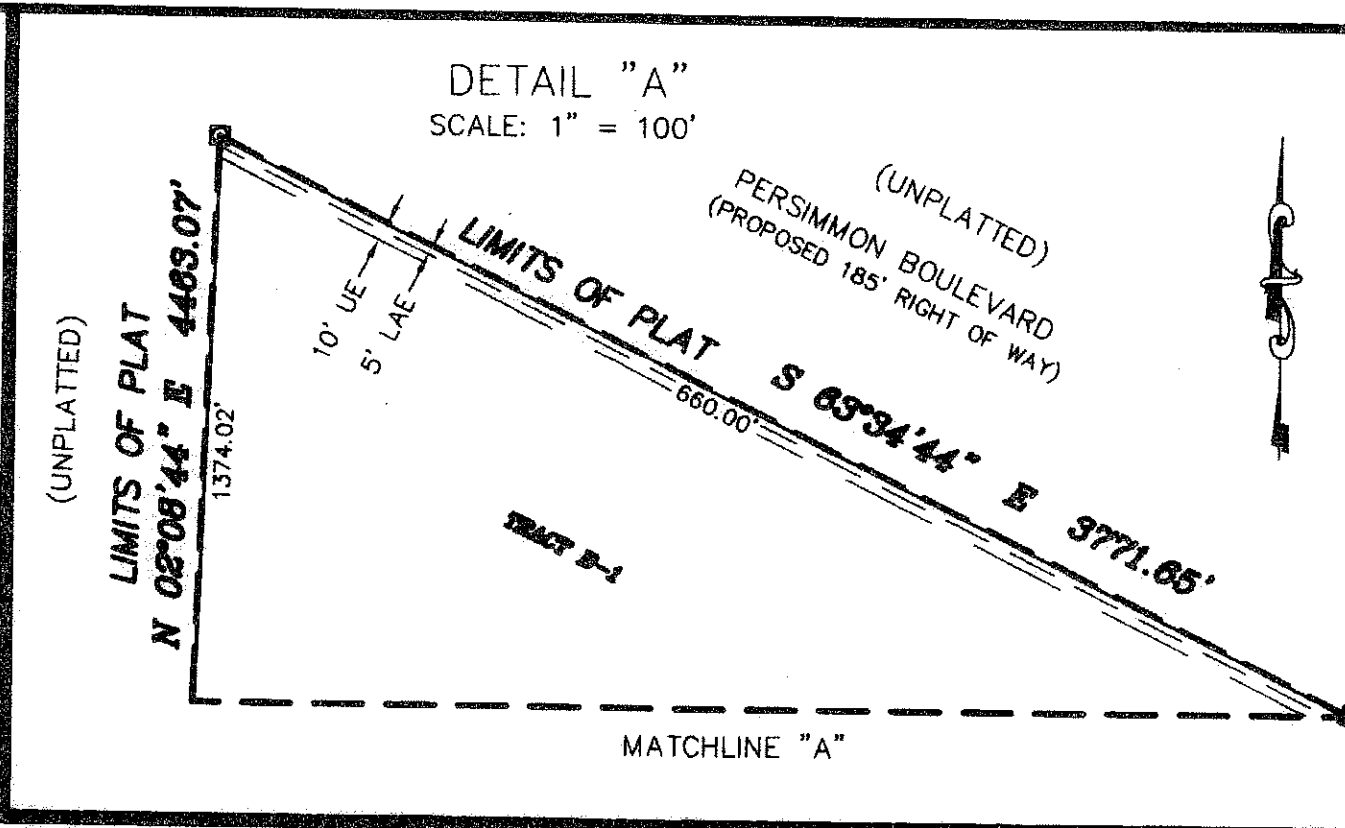 DETAIL "A"
SCALE: 1" = 100'
(UNPLATTED)
PERSIMMON BOULEVARD
(PROPOSED 185' RIGHT OF WAY)
(UNPLATTED)
LIMITS OF PLAT
N 02°08'44" E 4463.07'
1374.02'
10' UE
5' LAE
LIMITS OF PLAT S 63°34'44" E 3771.65'
660.00'
TRACT B-1
MATCHLINE "A"